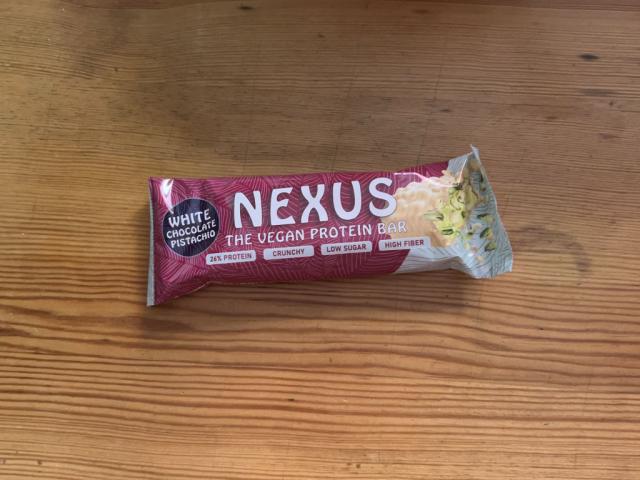 WHITE
CHOCOLATE
PISTACHIO
NEXUS
THE VEGAN PROTEIN BAR
26% PROTEIN CRUNCHY LOW SUGAR HIGH FIBER